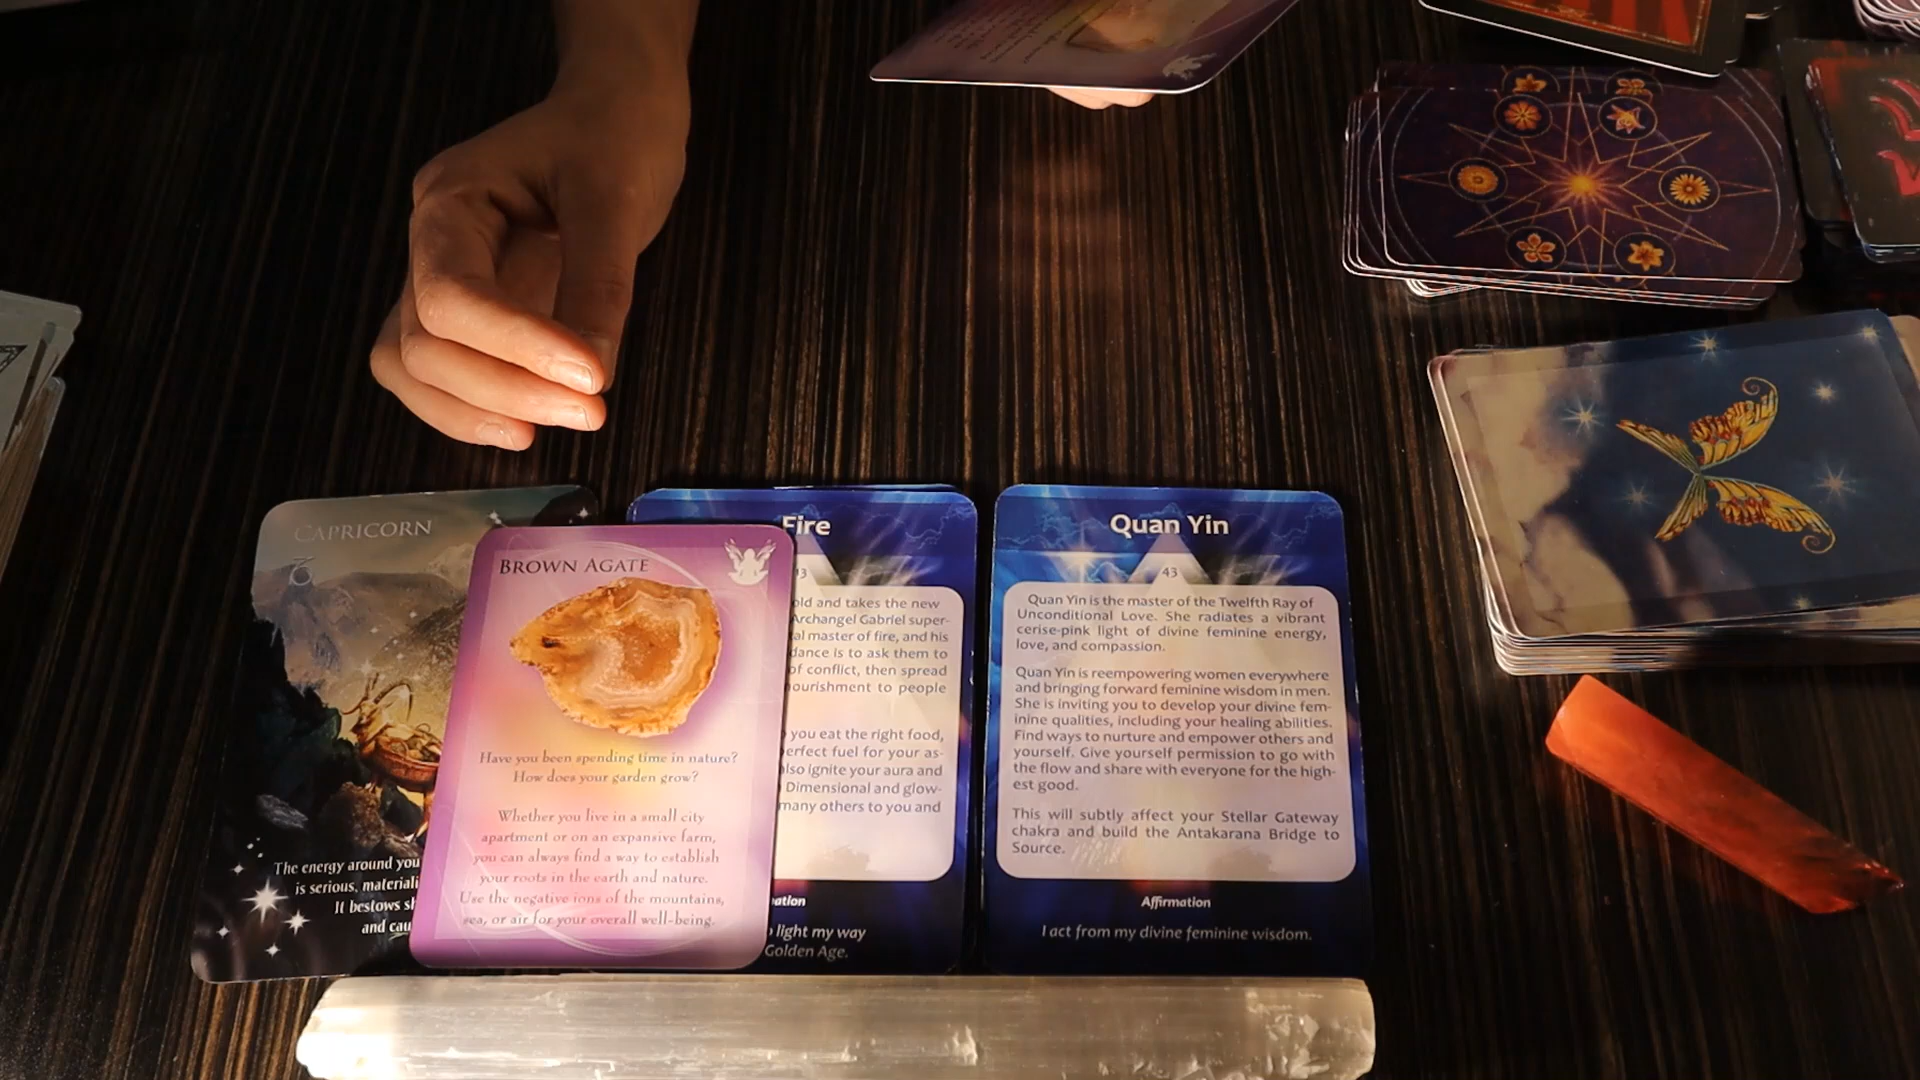 CAPRICORN
The energy around you
is serious, materiali
It bestows s
and cau
BROWN AGATE
Have you been spending time in nature?
How does your garden grow?
Whether you live in a small city
apartment or on an expansive farm,
you can always find a way to establish
your roots in the earth and nature.
Use the negative ions of the mountains,
sea, or air for your overall well-being.
Fire
13
old and takes the new
Archangel Gabriel super-
al master of fire, and his
dance is to ask them to
of conflict, then spread
nourishment to people
you eat the right food,
erfect fuel for your as-
lso ignite your aura and
Dimensional and glow-
many others to you and
ation
light my way
Golden Age.
Quan Yin
43
Quan Yin is the master of the Twelfth Ray of
Unconditional Love. She radiates a vibrant
cerise-pink light of divine feminine energy,
love, and compassion.
Quan Yin is reempowering women everywhere
and bringing forward feminine wisdom in men.
She is inviting you to develop your divine fem-
inine qualities, including your healing abilities.
Find ways to nurture and empower others and
yourself. Give yourself permission to go with
the flow and share with everyone for the high-
est good.
This will subtly affect your Stellar Gateway
chakra and build the Antakarana Bridge to
Source.
Affirmation
I act from my divine feminine wisdom.